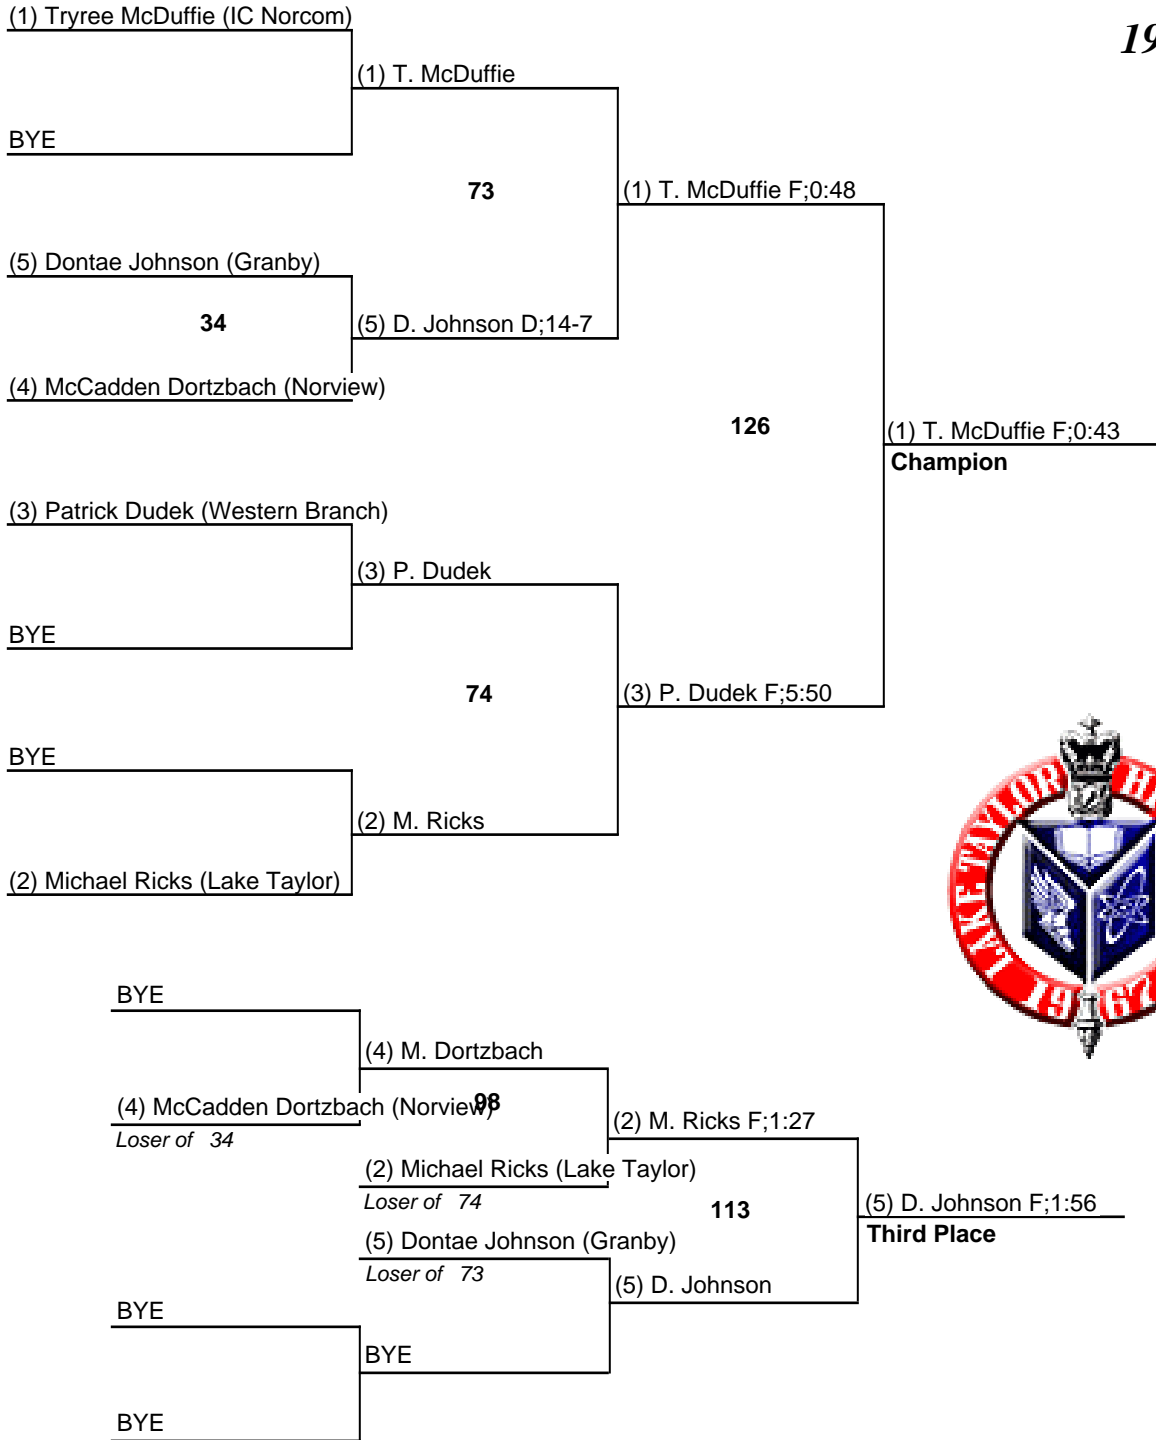 (1) Tryree McDuffie (IC Norcom)
19
(1) T. McDuffie
BYE
73
(1) T. McDuffie F;0:48
(5) Dontae Johnson (Granby)
34
(5) D. Johnson D;14-7
(4) McCadden Dortzbach (Norview)
126
(1) T. McDuffie F;0:43
Champion
(3) Patrick Dudek (Western Branch)
(3) P. Dudek
BYE
74
(3) P. Dudek F;5:50
BYE
(2) M. Ricks
(2) Michael Ricks (Lake Taylor)
LAKE TAYLOR H
1967
BYE
(4) M. Dortzbach
(4) McCadden Dortzbach (Norview)
98
Loser of 34
(2) M. Ricks F;1:27
(2) Michael Ricks (Lake Taylor)
Loser of 74
113
(5) D. Johnson F;1:56
Third Place
(5) Dontae Johnson (Granby)
Loser of 73
(5) D. Johnson
BYE
BYE
BYE